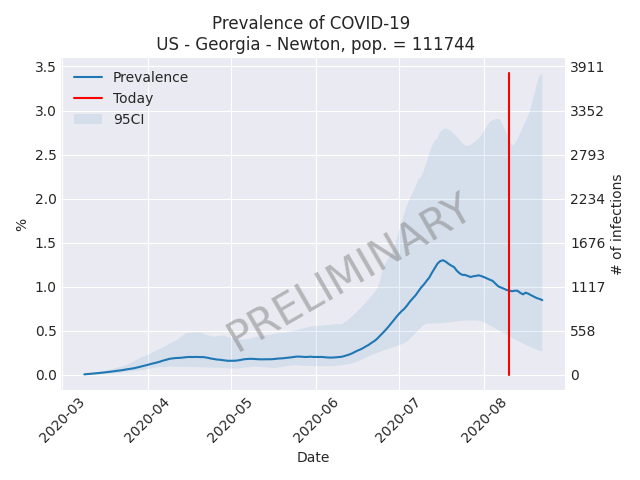 Prevalence of COVID-19
US - Georgia - Newton, pop. = 111744
Prevalence
Today
95CI
PRELIMINARY
%
3.5
3.0
2.5
2.0
1.5
1.0
0.5
0.0
3911
3352
2793
2234
1676
1117
558
0
# of infections
2020-03
2020-04
2020-05
2020-06
2020-07
2020-08
Date